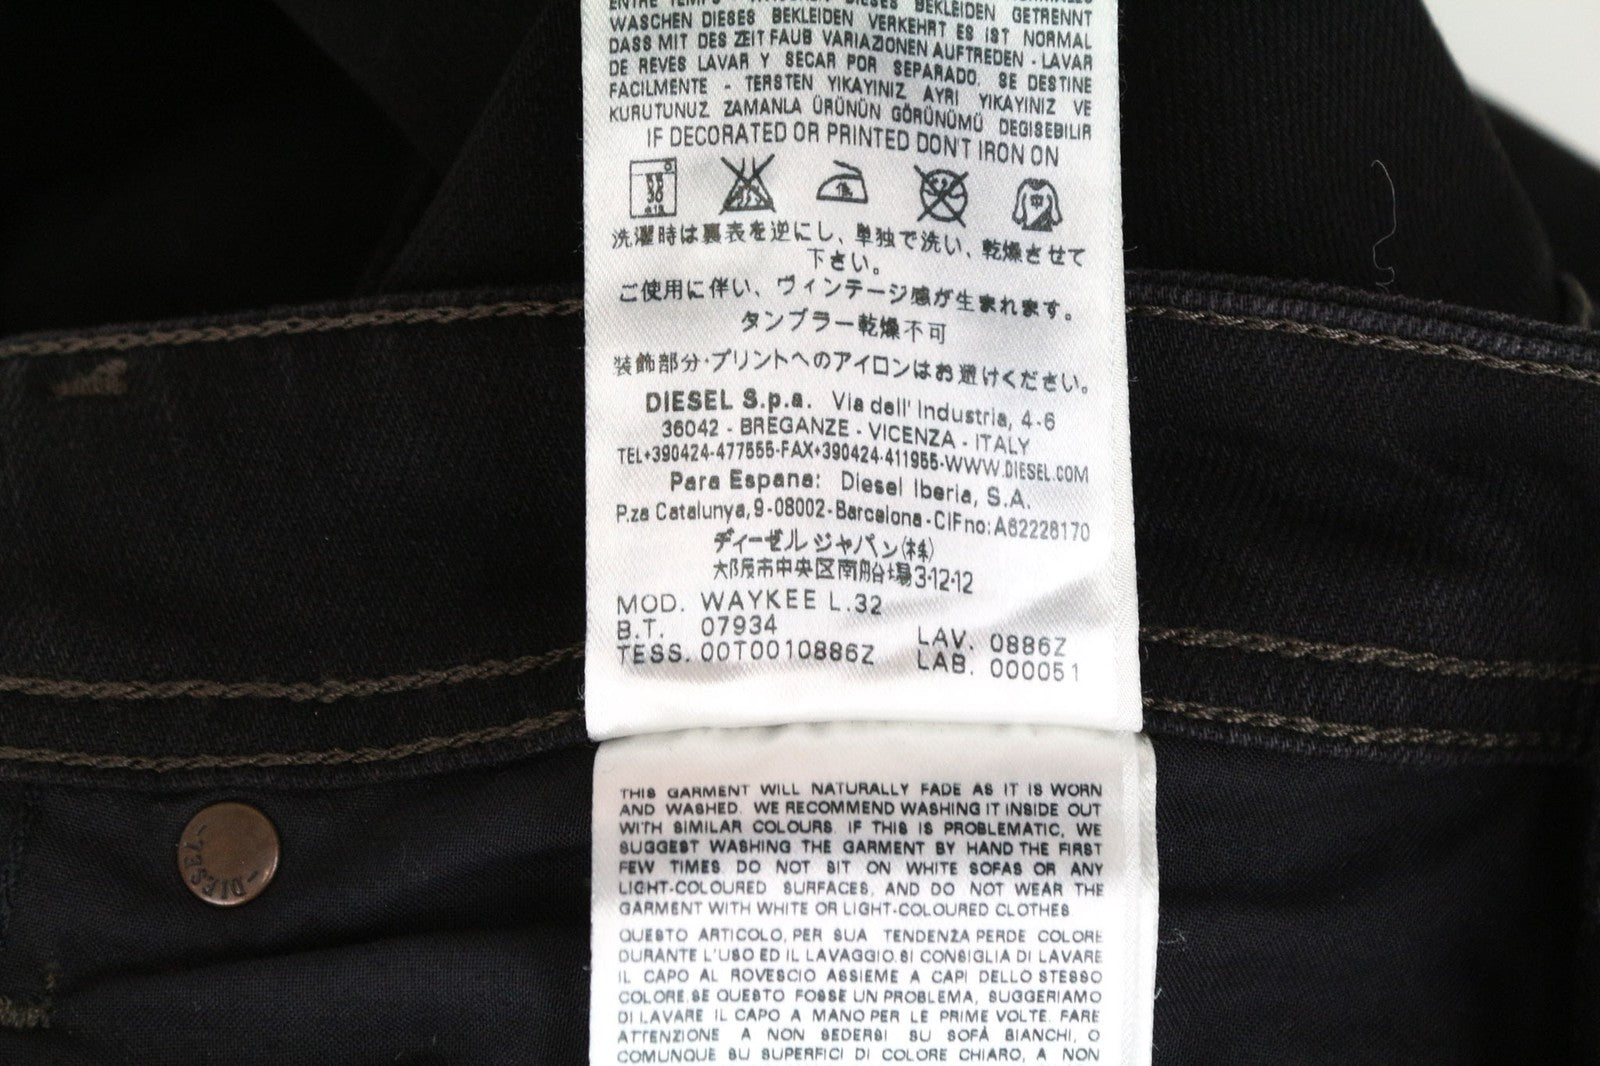 WASCHEN DIESES BEKLEIDEN VERKEHRT ES IST NORMAL
DASS MIT DES ZEIT FAUB VARIAZIONEN AUFTREDEN - LAVAR
DE REVES LAVAR Y SECAR POR SEPARADO. SE DESTINE
FACILMENTE - TERSTEN YIKAYINIZ AYRI YIKAYINIZ VE
KURUTUNUZ ZAMANLA ÜRÜNÜN GÖRÜNÜMÜ DEGISEBILIR
IF DECORATED OR PRINTED DON'T IRON ON
30
低
中
洗濯時は裏表を逆にし、単独で洗い、乾燥させて
下さい。
ご使用に伴い、ヴィンテージ感が生まれます。
タンブラー乾燥不可
装飾部分・プリントへのアイロンはお避けください。
DIESEL S.p.a. Via dell' Industria, 4-6
36042 - BREGANZE - VICENZA - ITALY
TEL+390424-477555-FAX+390424-411955-WWW.DIESEL.COM
Para Espana: Diesel Iberia, S.A.
P.za Catalunya, 9-08002-Barcelona-CIFno:A62228170
ディーゼルジャパン(株)
大阪市中央区南船場3-12-12
MOD. WAYKEE L.32
B.T. 07934
LAV. 0886Z
TESS. 00T0010886Z
LAB. 000051
THIS GARMENT WILL NATURALLY FADE AS IT IS WORN
AND WASHED. WE RECOMMEND WASHING IT INSIDE OUT
WITH SIMILAR COLOURS. IF THIS IS PROBLEMATIC, WE
SUGGEST WASHING THE GARMENT BY HAND THE FIRST
FEW TIMES. DO NOT SIT ON WHITE SOFAS OR ANY
LIGHT-COLOURED SURFACES, AND DO NOT WEAR THE
GARMENT WITH WHITE OR LIGHT-COLOURED CLOTHES.
QUESTO ARTICOLO, PER SUA TENDENZA PERDE COLORE
DURANTE L'USO ED IL LAVAGGIO.SI CONSIGLIA DI LAVARE
IL CAPO AL ROVESCIO ASSIEME A CAPI DELLO STESSO
COLORE.SE QUESTO FOSSE UN PROBLEMA, SUGGERIAMO
DI LAVARE IL CAPO A MANO PER LE PRIME VOLTE. FARE
ATTENZIONE A NON SEDERSI SU SOFÀ BIANCHI, O
COMUNQUE SU SUPERFICI DI COLORE CHIARO, A NON
-DIESEL-